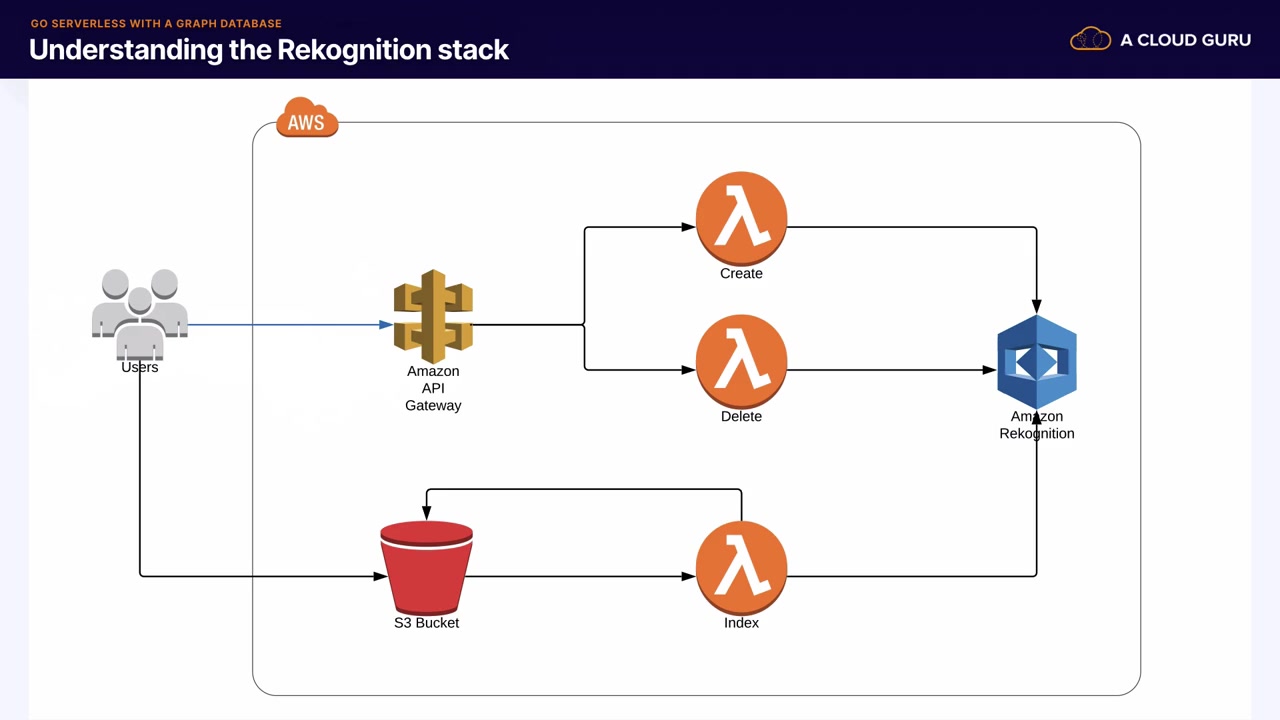 GO SERVERLESS WITH A GRAPH DATABASE
Understanding the Rekognition stack
A CLOUD GURU
AWS
Create
Users
Amazon
API
Gateway
Delete
Amazon
Rekognition
S3 Bucket
Index